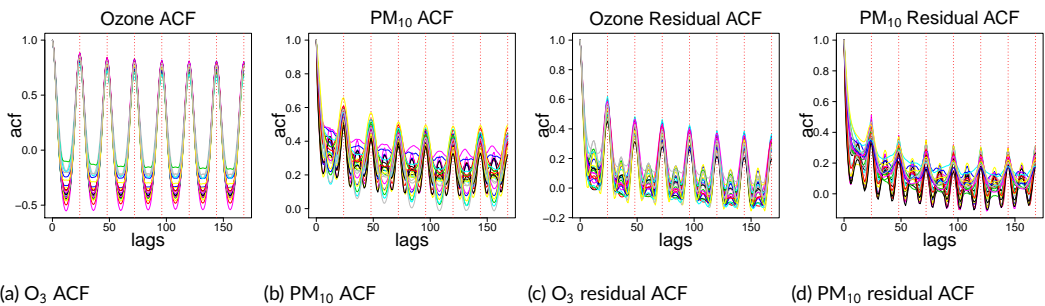 Ozone ACF
1.0
0.5
0.0
−0.5
acf
0 50 100 150
lags
(a) O₃ ACF
PM₁₀ ACF
1.0
0.8
0.6
0.4
0.2
0.0
acf
0 50 100 150
lags
(b) PM₁₀ ACF
Ozone Residual ACF
1.0
0.8
0.6
0.4
0.2
0.0
−0.2
acf
0 50 100 150
lags
(c) O₃ residual ACF
PM₁₀ Residual ACF
1.0
0.8
0.6
0.4
0.2
0.0
acf
0 50 100 150
lags
(d) PM₁₀ residual ACF